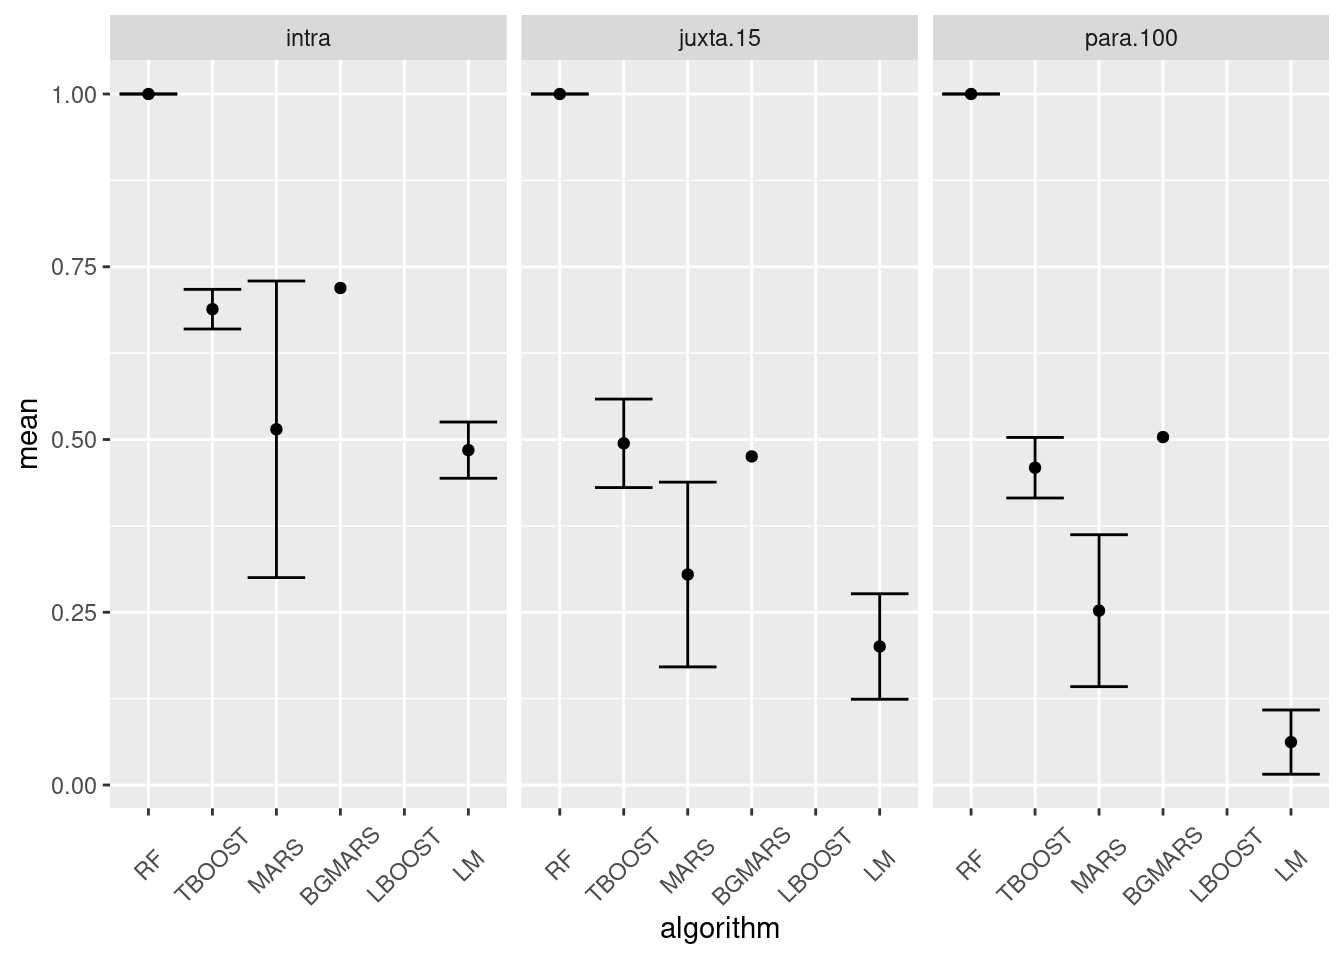 intra juxta.15 para.100
mean
1.00
0.75
0.50
0.25
0.00
RF TBOOST MARS BGMARS LBOOST LM RF TBOOST MARS BGMARS LBOOST LM RF TBOOST MARS BGMARS LBOOST LM
algorithm